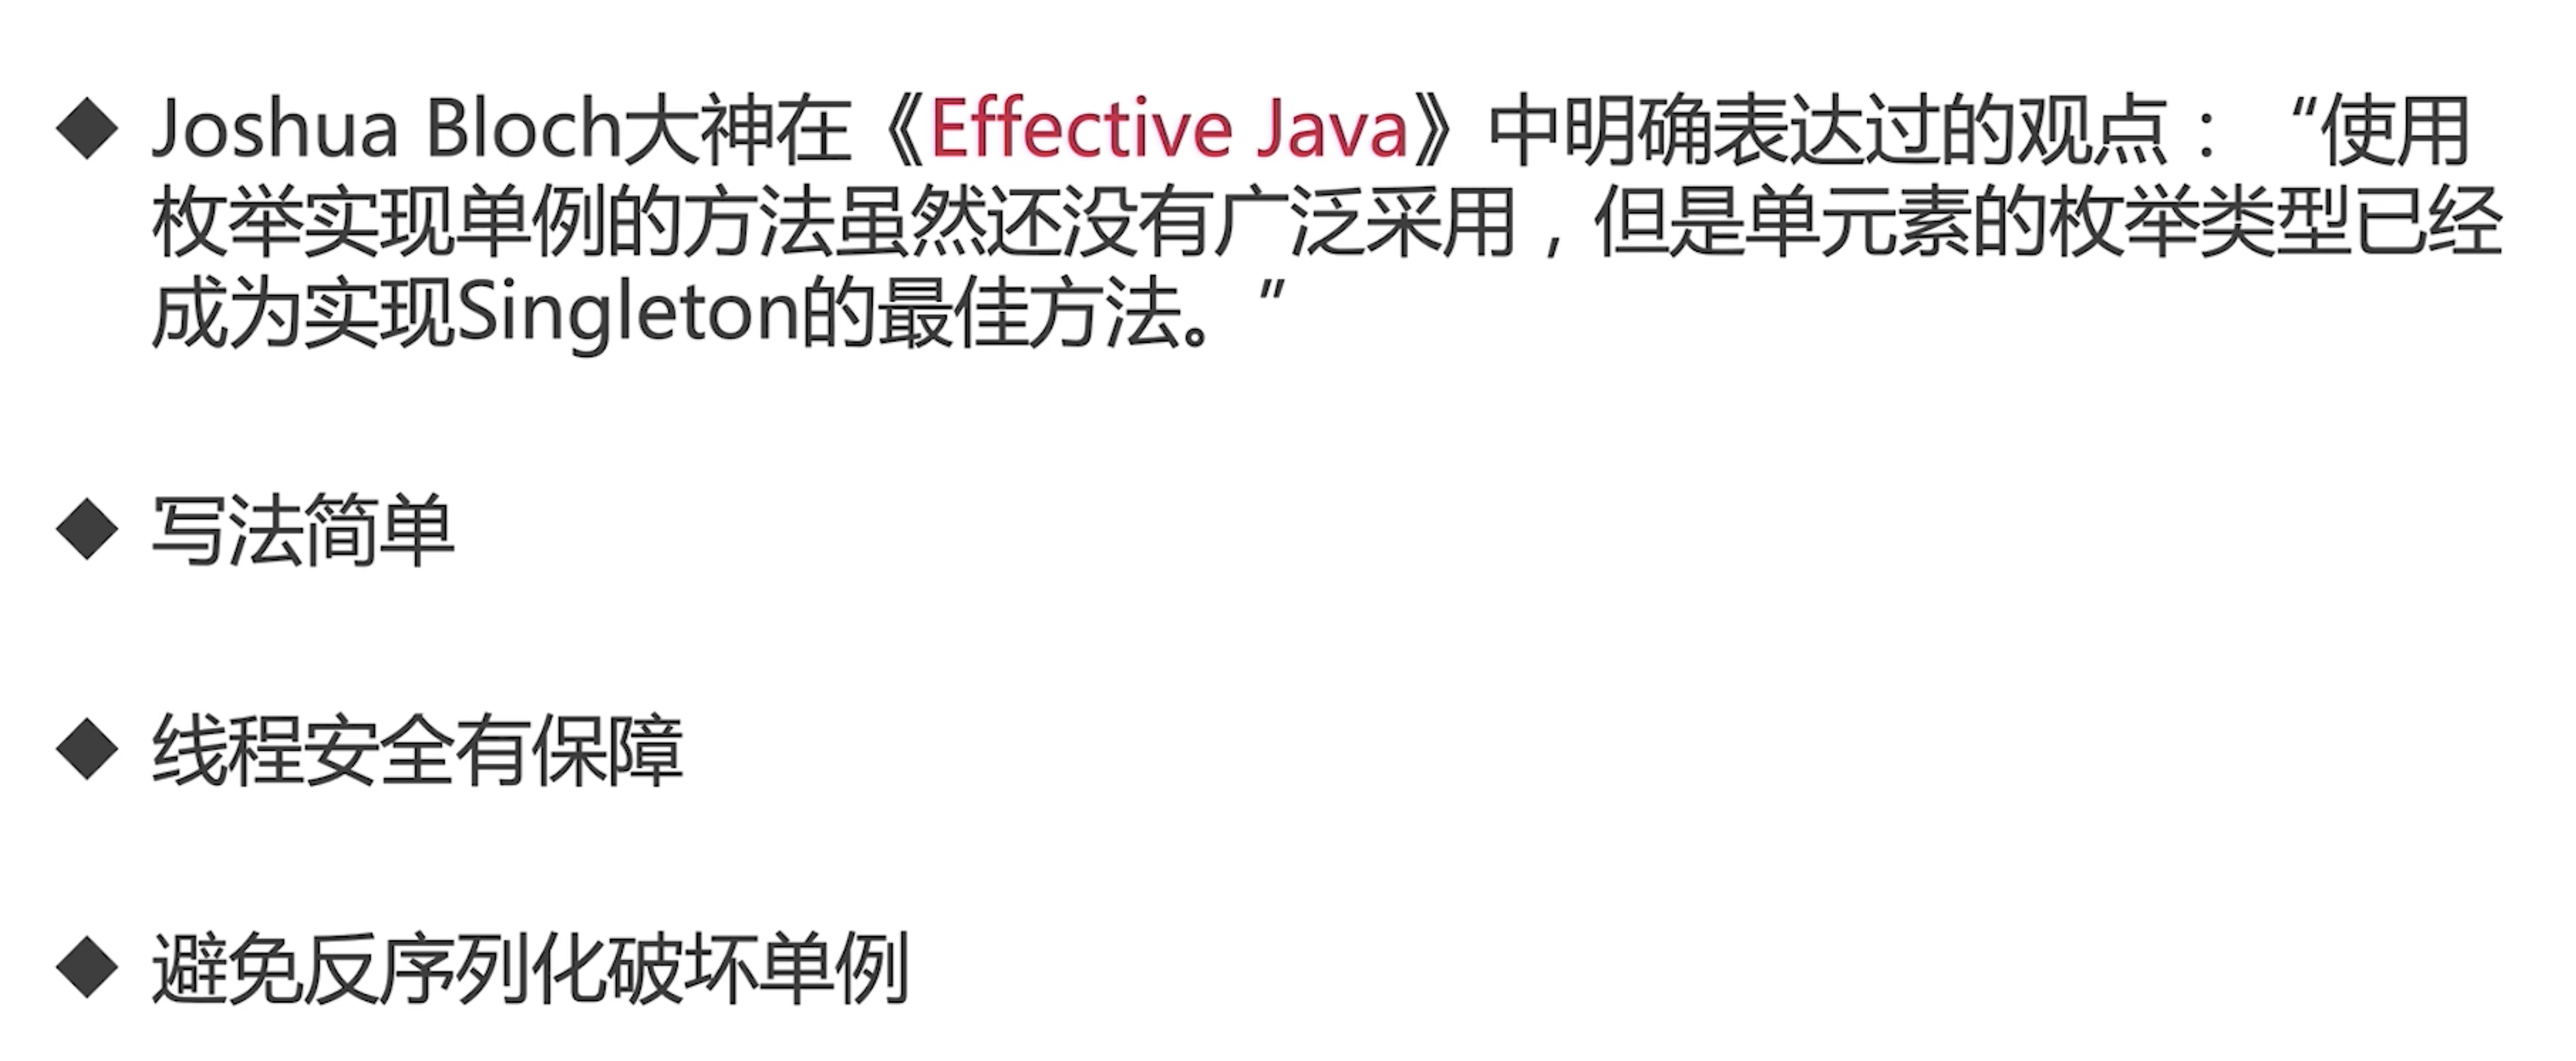 ◆ Joshua Bloch大神在《Effective Java》中明确表达过的观点：“使用
枚举实现单例的方法虽然还没有广泛采用，但是单元素的枚举类型已经
成为实现Singleton的最佳方法。”
◆ 写法简单
◆ 线程安全有保障
◆ 避免反序列化破坏单例